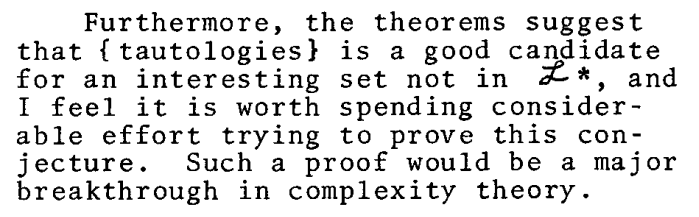 Furthermore, the theorems suggest
that {tautologies} is a good candidate
for an interesting set not in ℒ*, and
I feel it is worth spending consider-
able effort trying to prove this con-
jecture. Such a proof would be a major
breakthrough in complexity theory.